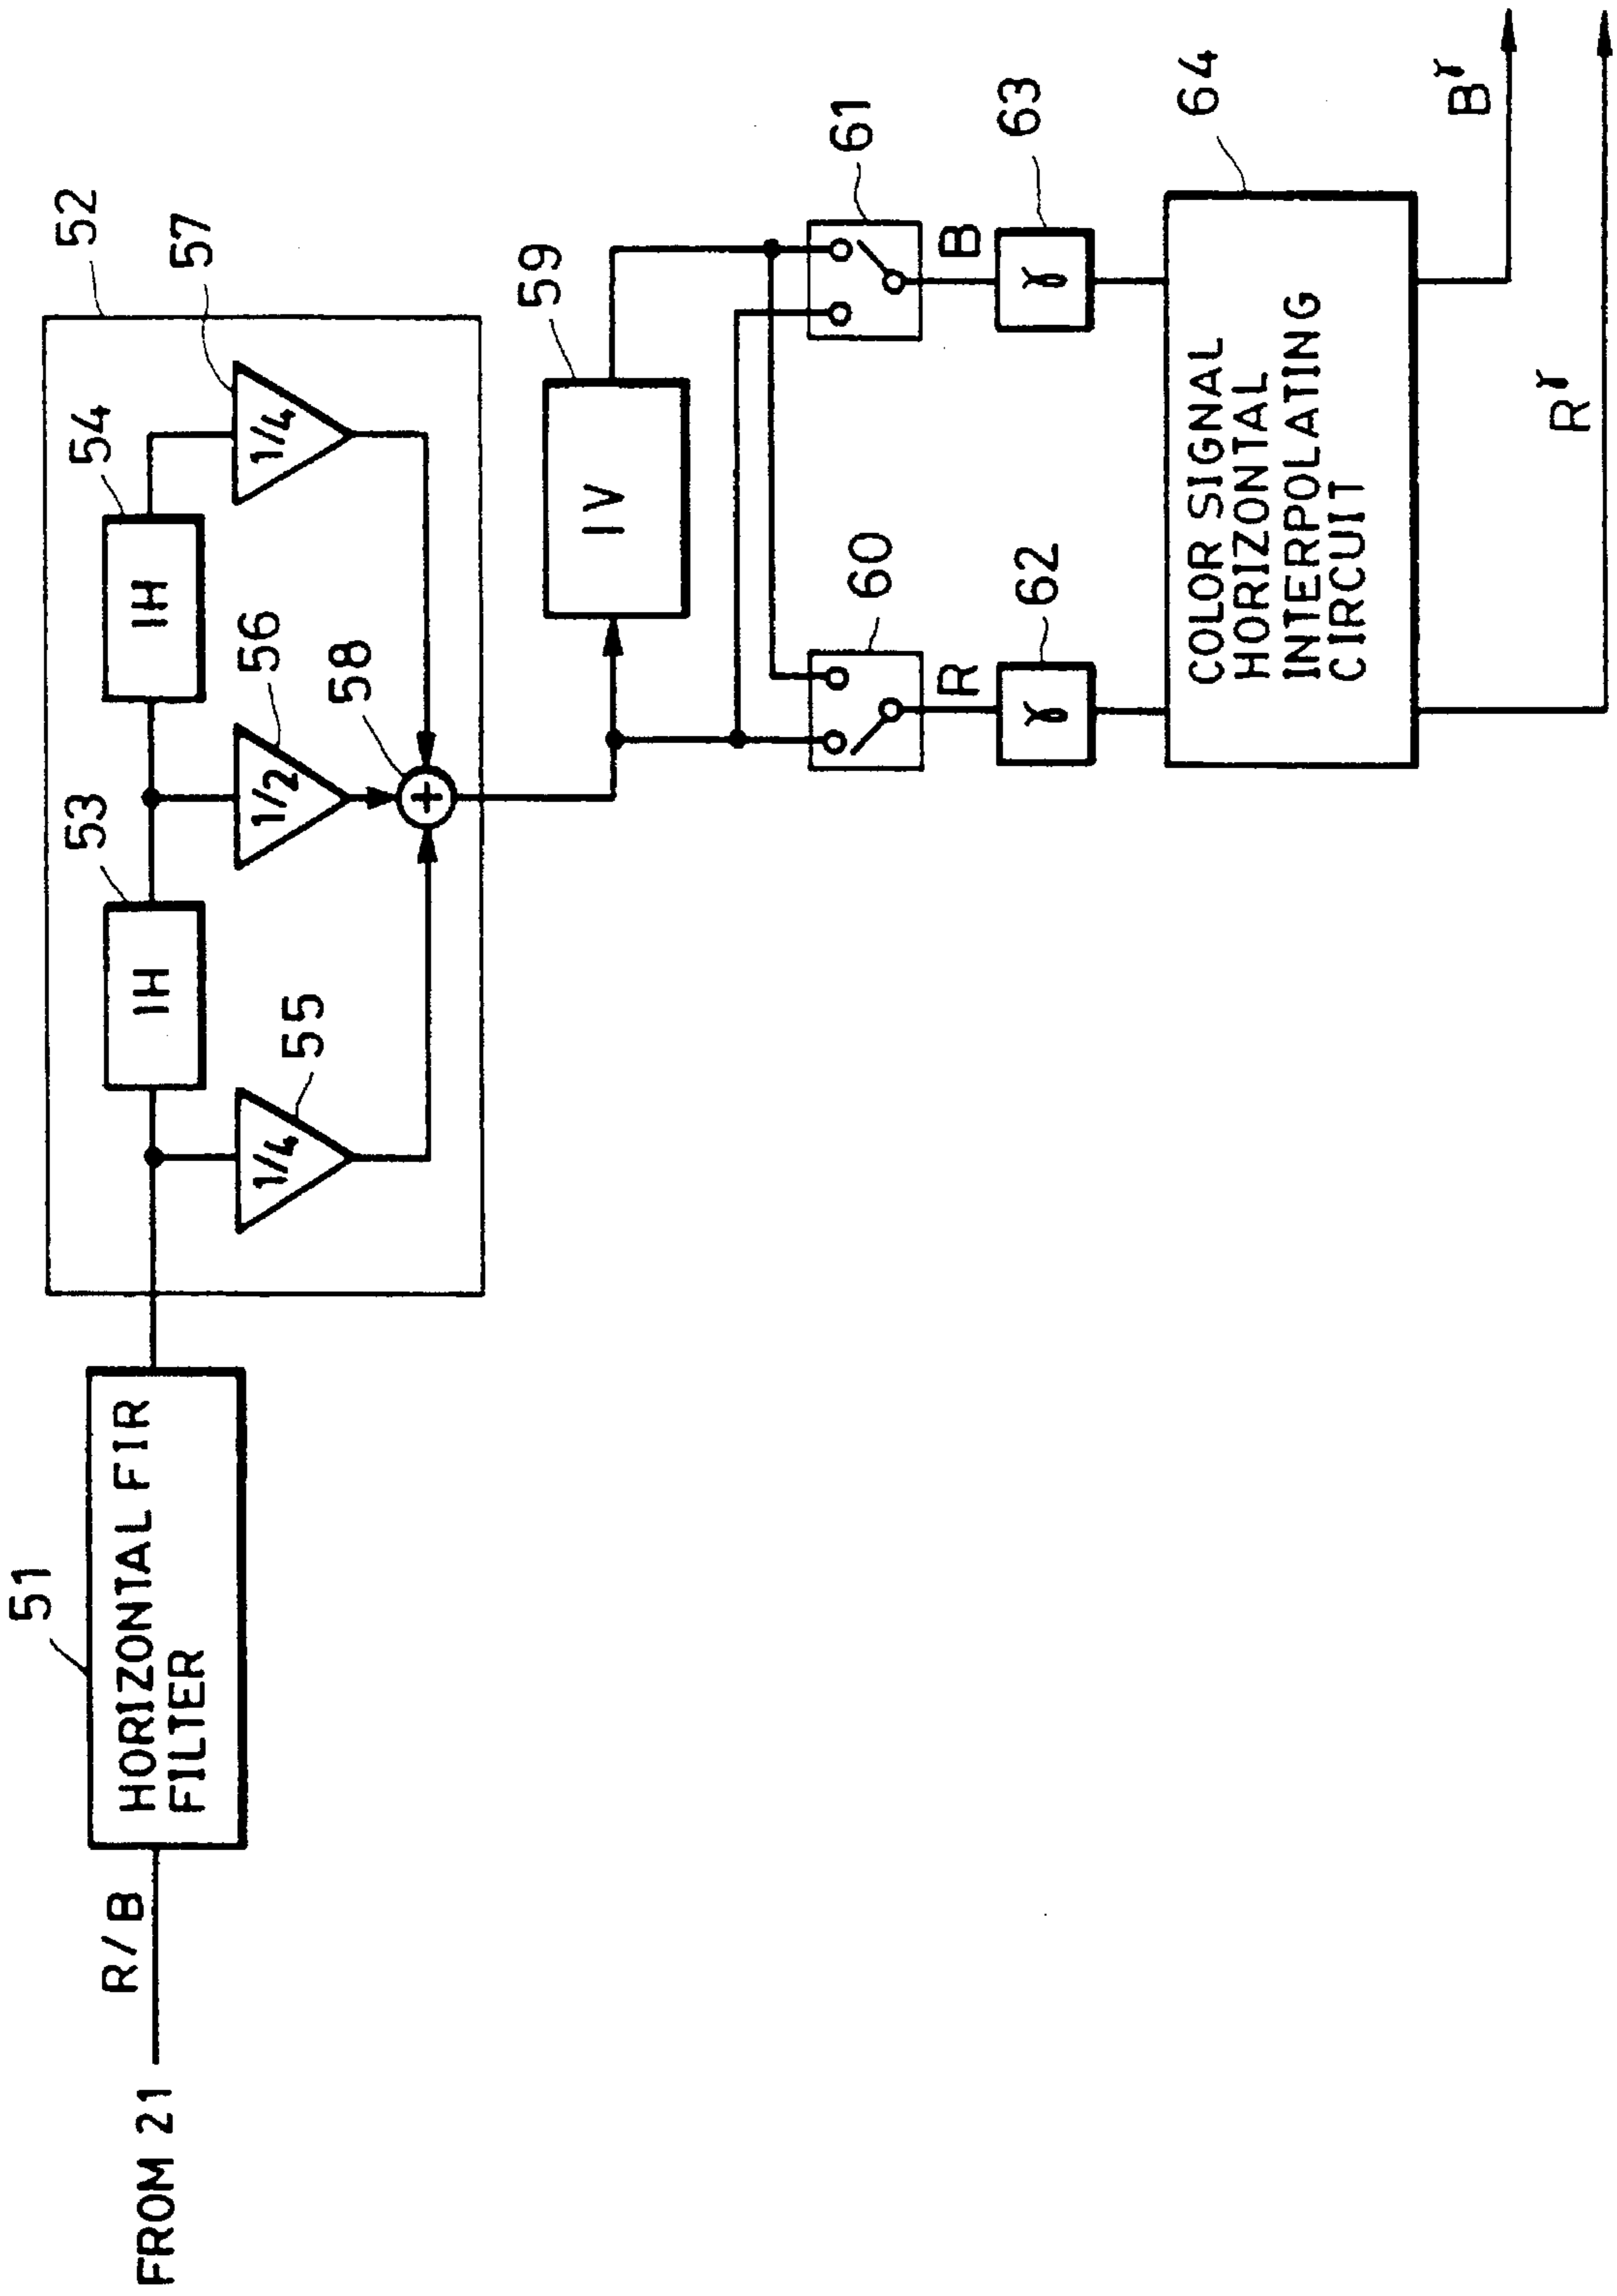 FROM 21
R/B
51
HORIZONTAL FIR
FILTER
52
53
1H
54
1H
55
1/4
56
1/2
57
1/4
58
+
59
1V
60
61
R
B
62
γ
63
γ
64
COLOR SIGNAL
HORIZONTAL
INTERPOLATING
CIRCUIT
Bγ
Rγ